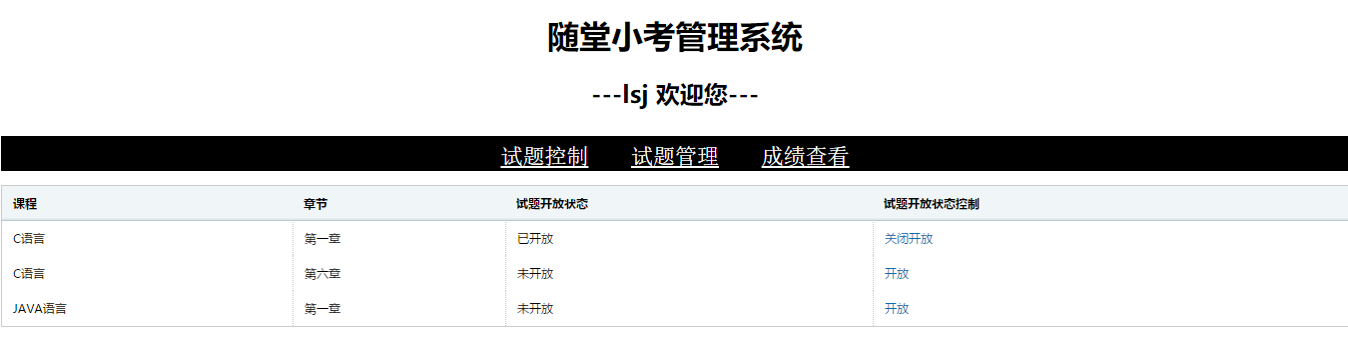 随堂小考管理系统
---lsj 欢迎您---
试题控制 试题管理 成绩查看
课程 章节 试题开放状态 试题开放状态控制
C语言 第一章 已开放 关闭开放
C语言 第六章 未开放 开放
JAVA语言 第一章 未开放 开放